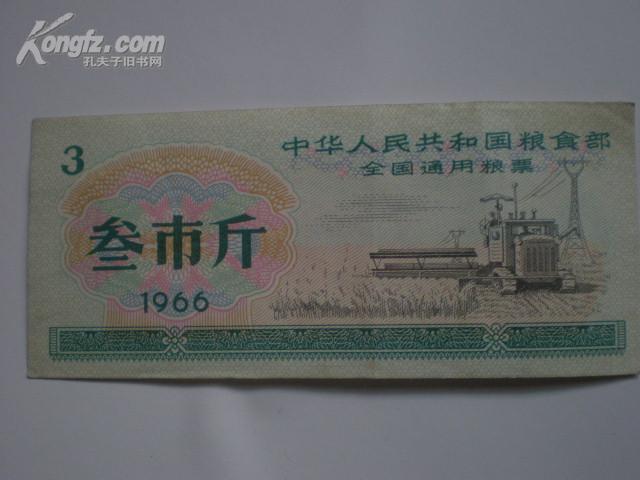 Kongfz.com
孔夫子旧书网
3
中华人民共和国粮食部
全国通用粮票
叁市斤
1966